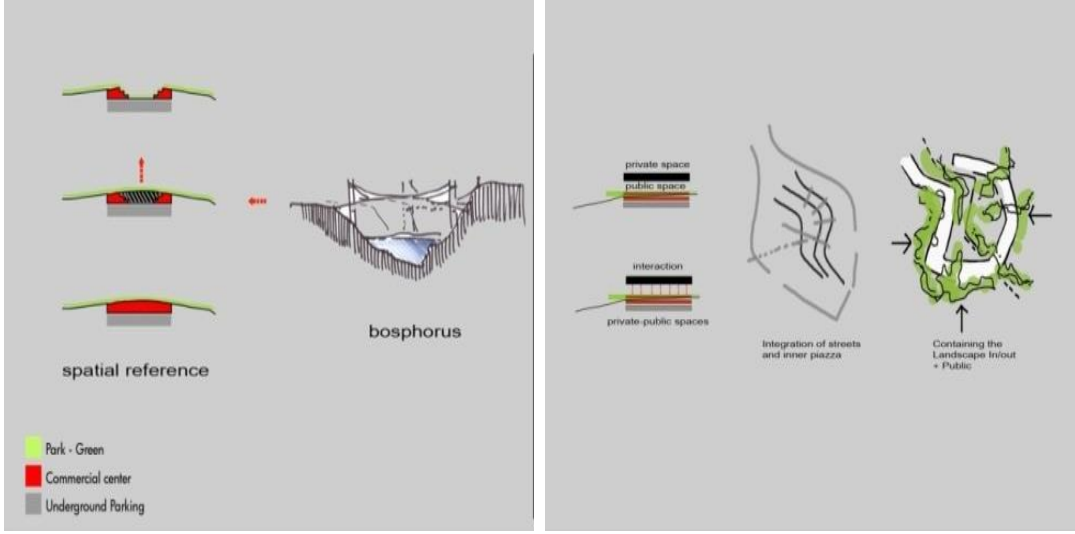 bosphorus
spatial reference
Park - Green
Commercial center
Underground Parking
private space
public space
interaction
private-public spaces
Integration of streets
and inner piazza
Containing the
Landscape In/out
+ Public